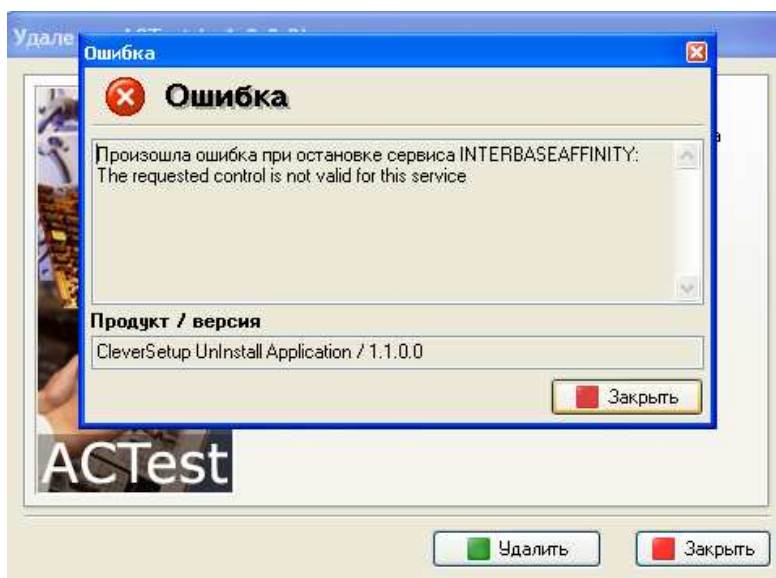 Удале
Ошибка
Ошибка
Произошла ошибка при остановке сервиса INTERBASEAFFINITY:
The requested control is not valid for this service
Продукт / версия
CleverSetup UnInstall Application / 1.1.0.0
Закрыть
ACTest
Удалить
Закрыть